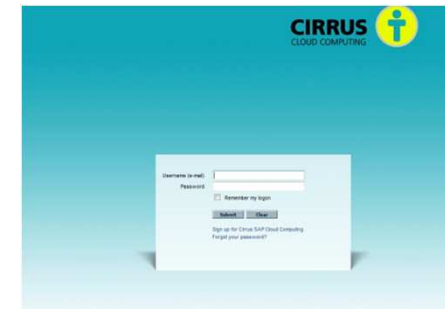 CIRRUS
CLOUD COMPUTING
Username (e-mail)
Password
Remember my logon
Submit Clear
Sign up for Cirrus SAP Cloud Computing
Forgot your password?